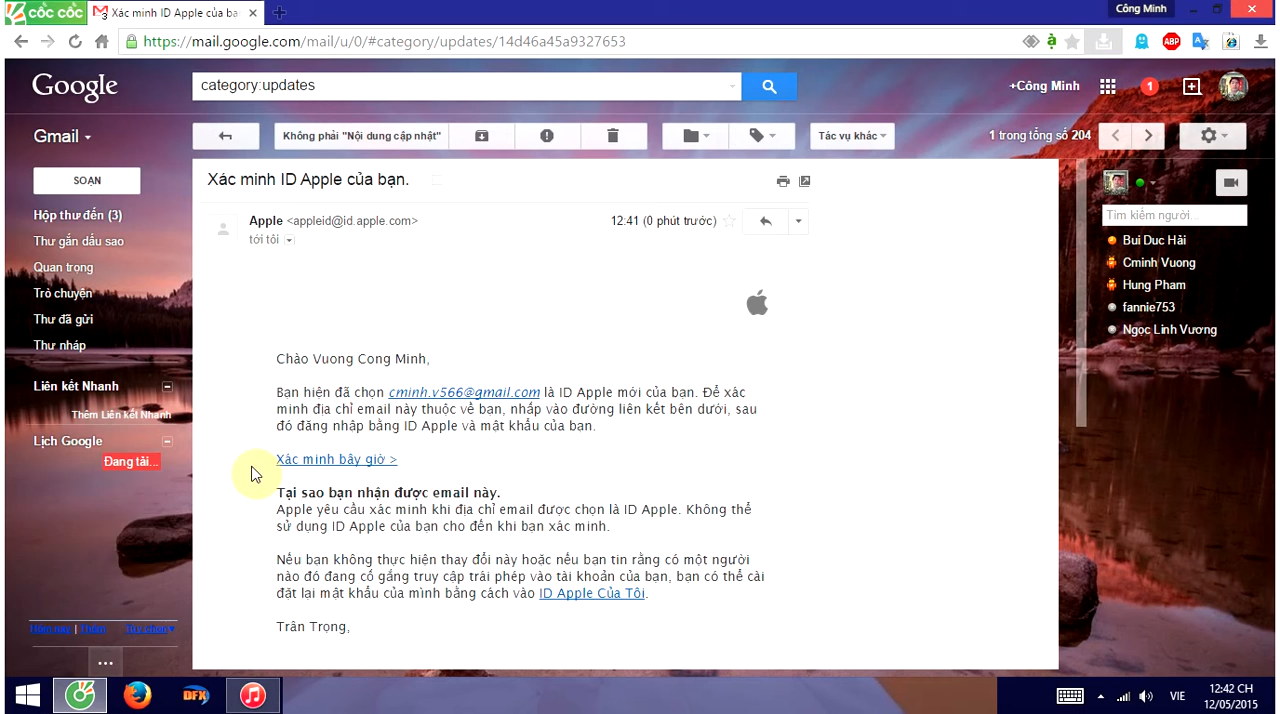 cốc cốc
Xác minh ID Apple của bạ
Công Minh
https://mail.google.com/mail/u/0/#category/updates/14d46a45a9327653
ABP
Google
category:updates
+Công Minh
1
Gmail
Không phải "Nội dung cập nhật"
Tác vụ khác
1 trong tổng số 204
SOẠN
Xác minh ID Apple của bạn.
Hộp thư đến (3)
Thư gắn dấu sao
Quan trọng
Trò chuyện
Thư đã gửi
Thư nháp
Liên kết Nhanh
Thêm Liên kết Nhanh
Lịch Google
Đang tải...
Apple <appleid@id.apple.com>
12:41 (0 phút trước)
tới tôi
Chào Vuong Cong Minh,
Bạn hiện đã chọn cminh.v566@gmail.com là ID Apple mới của bạn. Để xác
minh địa chỉ email này thuộc về bạn, nhấp vào đường liên kết bên dưới, sau
đó đăng nhập bằng ID Apple và mật khẩu của bạn.
Xác minh bây giờ >
Tại sao bạn nhận được email này.
Apple yêu cầu xác minh khi địa chỉ email được chọn là ID Apple. Không thể
sử dụng ID Apple của bạn cho đến khi bạn xác minh.
Nếu bạn không thực hiện thay đổi này hoặc nếu bạn tin rằng có một người
nào đó đang cố gắng truy cập trái phép vào tài khoản của bạn, bạn có thể cài
đặt lại mật khẩu của mình bằng cách vào ID Apple Của Tôi.
Trân Trọng,
Tìm kiếm người..
Bui Duc Hải
Cminh Vuong
Hung Pham
fannie753
Ngọc Linh Vương
Hôm nay | Thêm Tùy chọn ▾
DFX
VIE
12:42 CH
12/05/2015